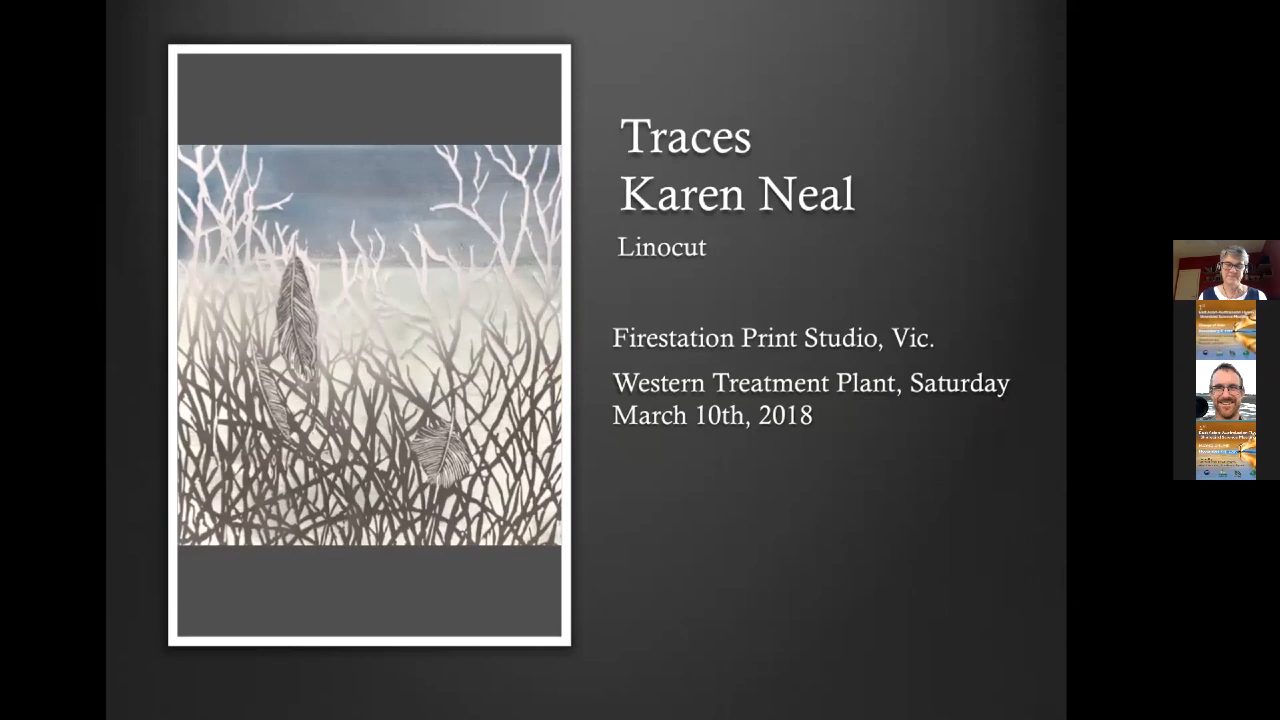 Traces
Karen Neal
Linocut
Firestation Print Studio, Vic.
Western Treatment Plant, Saturday
March 10th, 2018